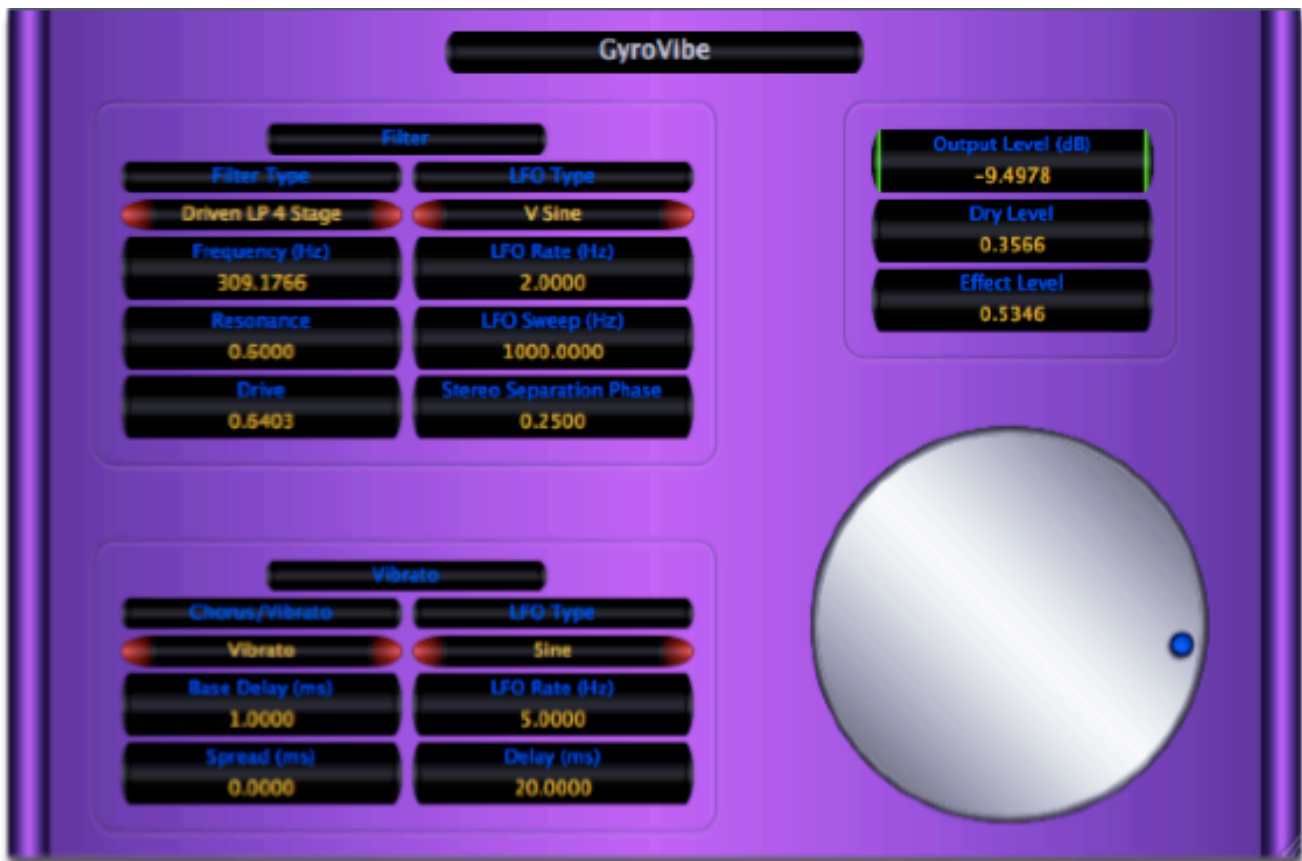 GyroVibe
Filter
Filter Type
LFO Type
Driven LP 4 Stage
V Sine
Frequency (Hz)
309.1766
LFO Rate (Hz)
2.0000
Resonance
0.6000
LFO Sweep (Hz)
1000.0000
Drive
0.6403
Stereo Separation Phase
0.2500
Output Level (dB)
-9.4978
Dry Level
0.3566
Effect Level
0.5346
Vibrato
Chorus/Vibrato
LFO Type
Vibrato
Sine
Base Delay (ms)
1.0000
LFO Rate (Hz)
5.0000
Spread (ms)
0.0000
Delay (ms)
20.0000